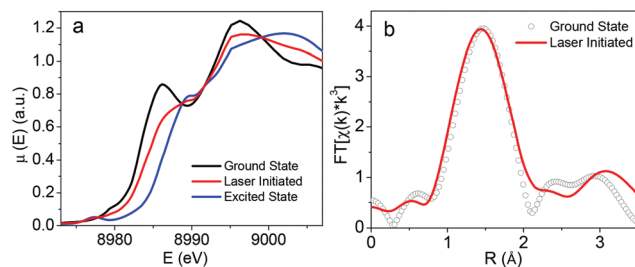 a
μ (E) (a.u.)
1.2
1.0
0.8
0.6
0.4
0.2
0.0
Ground State
Laser Initiated
Excited State
8980 8990 9000
E (eV)
b
FT[χ(k)*k³]
4
3
2
1
0
Ground State
Laser Initiated
0 1 2 3
R (Å)